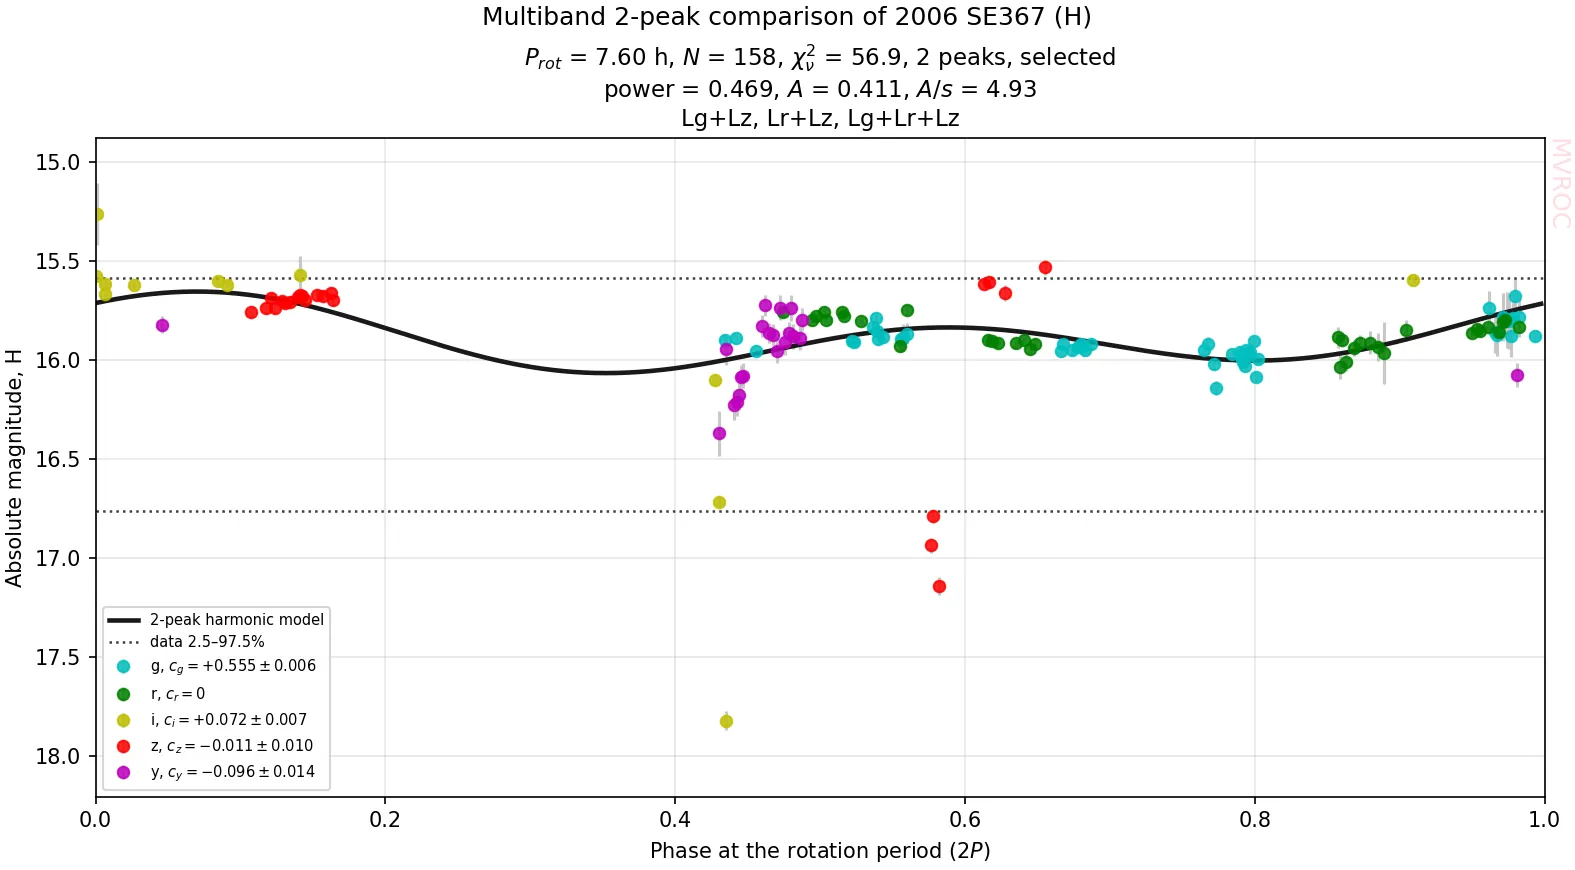 Multiband 2-peak comparison of 2006 SE367 (H)
P_rot = 7.60 h, N = 158, χ²_ν = 56.9, 2 peaks, selected
power = 0.469, A = 0.411, A/s = 4.93
Lg+Lz, Lr+Lz, Lg+Lr+Lz
MVROC
Absolute magnitude, H
15.0
15.5
16.0
16.5
17.0
17.5
18.0
2-peak harmonic model
data 2.5–97.5%
g, c_g = +0.555 ± 0.006
r, c_r = 0
i, c_i = +0.072 ± 0.007
z, c_z = −0.011 ± 0.010
y, c_y = −0.096 ± 0.014
0.0 0.2 0.4 0.6 0.8 1.0
Phase at the rotation period (2P)